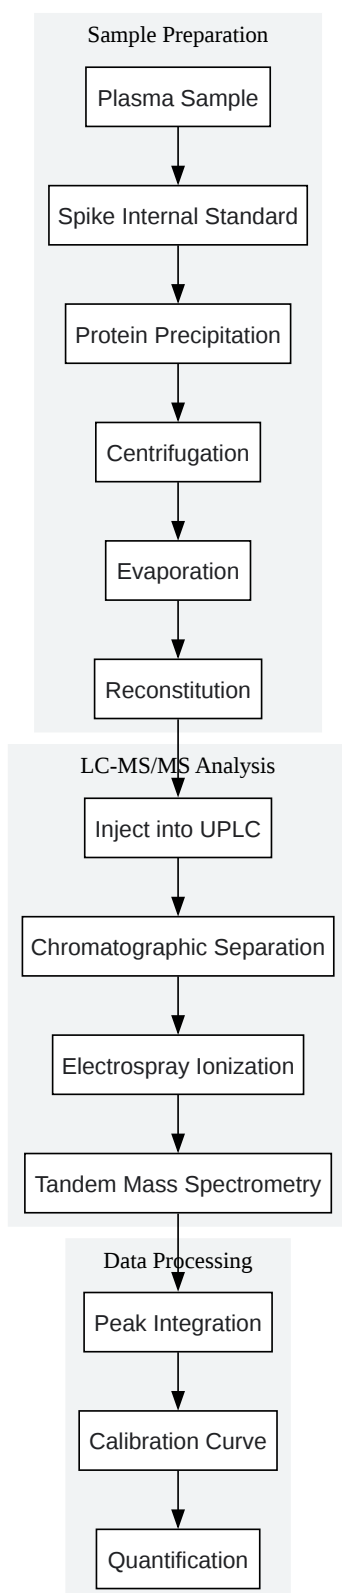 Sample Preparation
Plasma Sample
Spike Internal Standard
Protein Precipitation
Centrifugation
Evaporation
Reconstitution
LC-MS/MS Analysis
Inject into UPLC
Chromatographic Separation
Electrospray Ionization
Tandem Mass Spectrometry
Data Processing
Peak Integration
Calibration Curve
Quantification